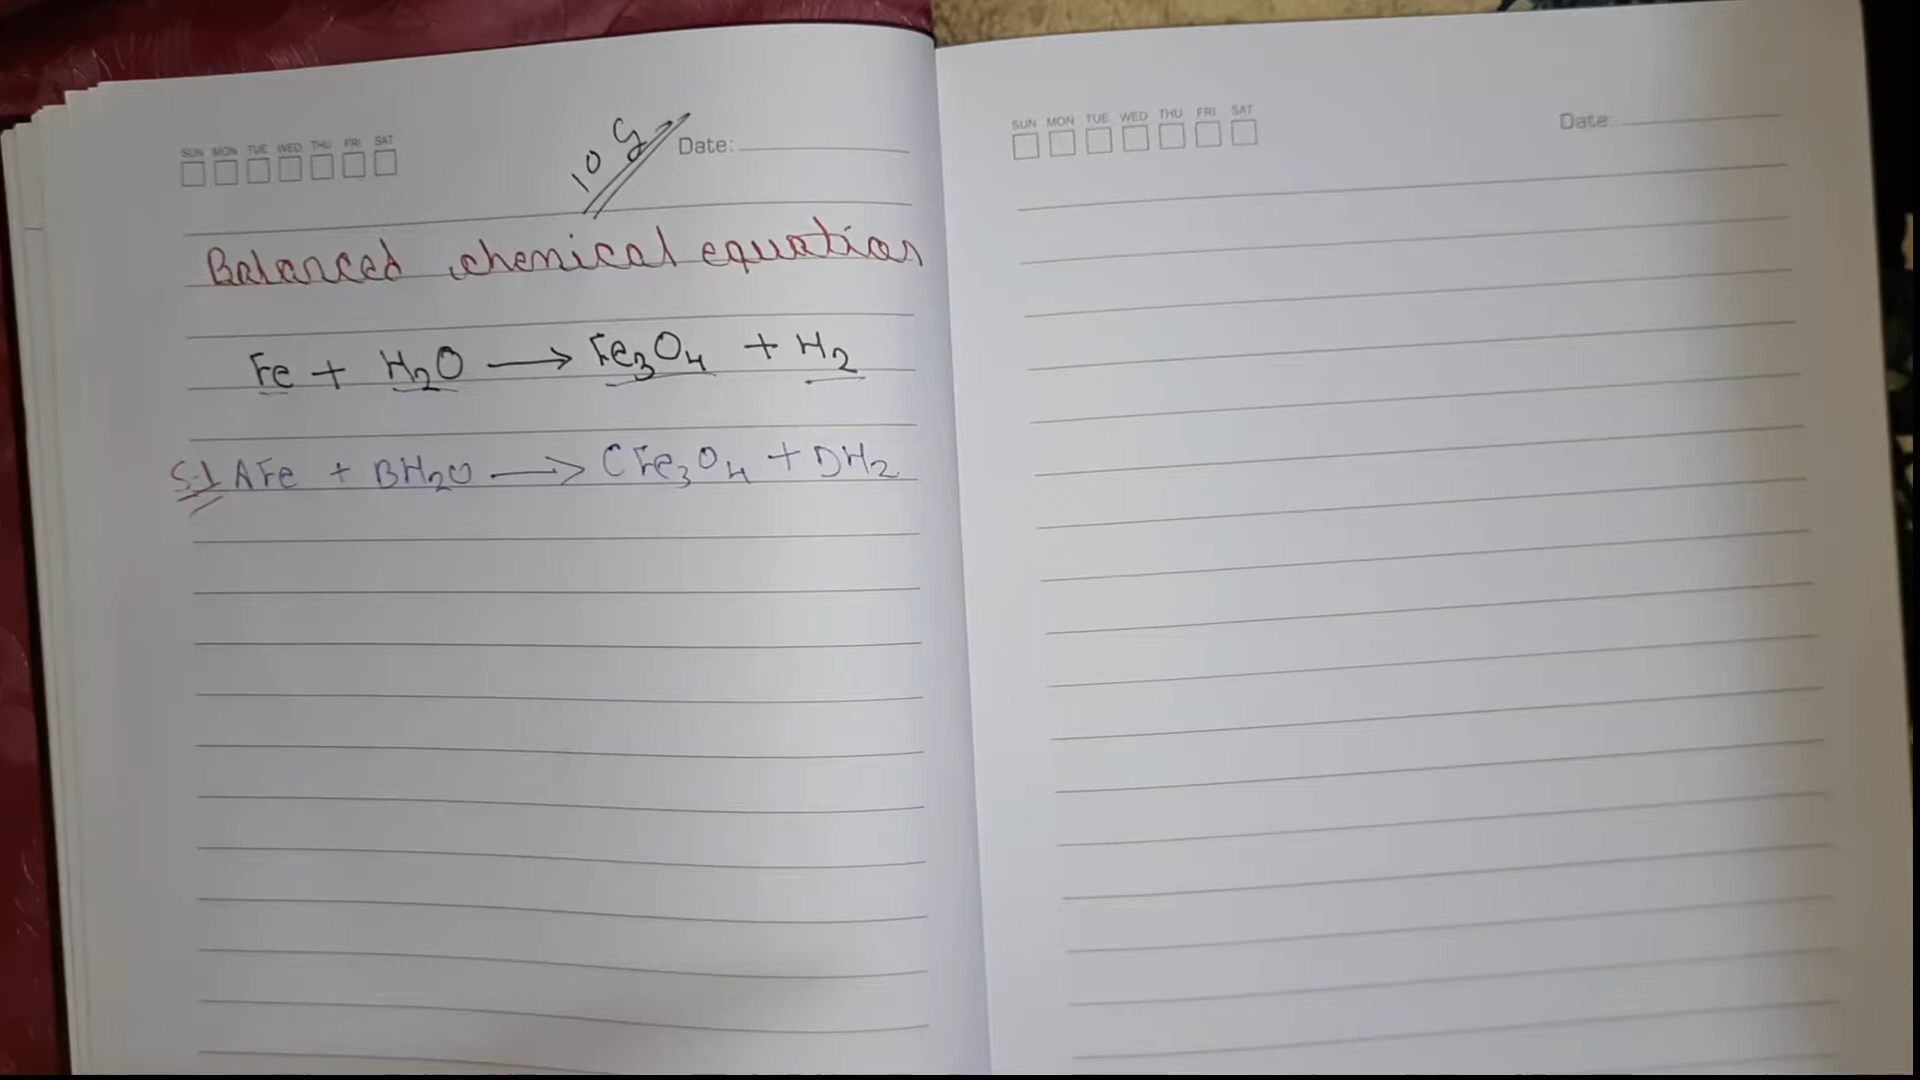 SUN MON TUE WED THU FRI SAT
10 Date:
Balanced chemical equation
Fe + H₂O ⟶ Fe₃O₄ + H₂
S-1 AFe + BH₂O ⟶ CFe₃O₄ + DH₂
SUN MON TUE WED THU FRI SAT
Date